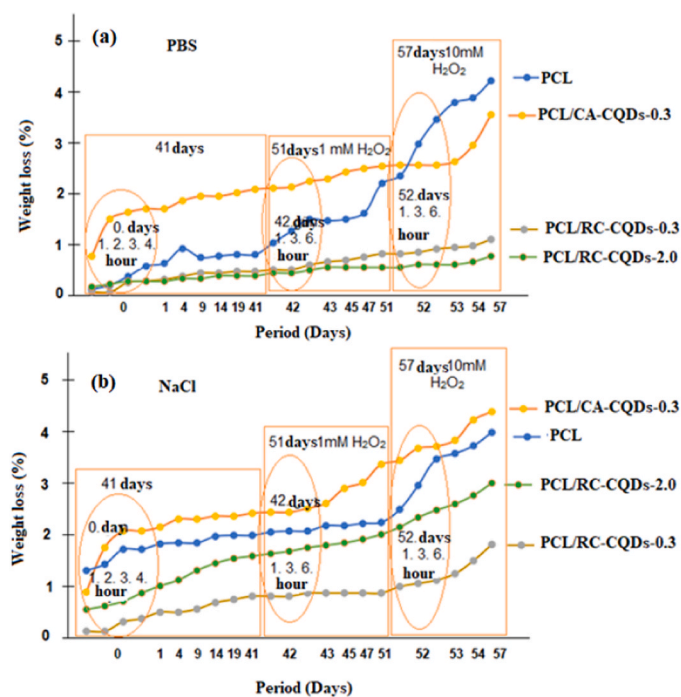 (a)
PBS
57days10mM
H₂O₂
PCL
PCL/CA-CQDs-0.3
41 days
51days1 mM H₂O₂
0. days
1. 2. 3. 4.
hour
42 days
1. 3. 6.
hour
52.days
1. 3. 6.
hour
PCL/RC-CQDs-0.3
PCL/RC-CQDs-2.0
Weight loss (%)
5
4
3
2
1
0
0 1 4 9 14 19 41 42 43 45 47 51 52 53 54 57
Period (Days)
(b)
NaCl
57days10mM
H₂O₂
PCL/CA-CQDs-0.3
PCL
51days1mM H₂O₂
41 days
0.day
1. 2. 3. 4.
hour
42days
1. 3. 6.
hour
52.days
1. 3. 6.
hour
PCL/RC-CQDs-2.0
PCL/RC-CQDs-0.3
Weight loss (%)
5
4
3
2
1
0
0 1 4 9 14 19 41 42 43 45 47 51 52 53 54 57
Period (Days)